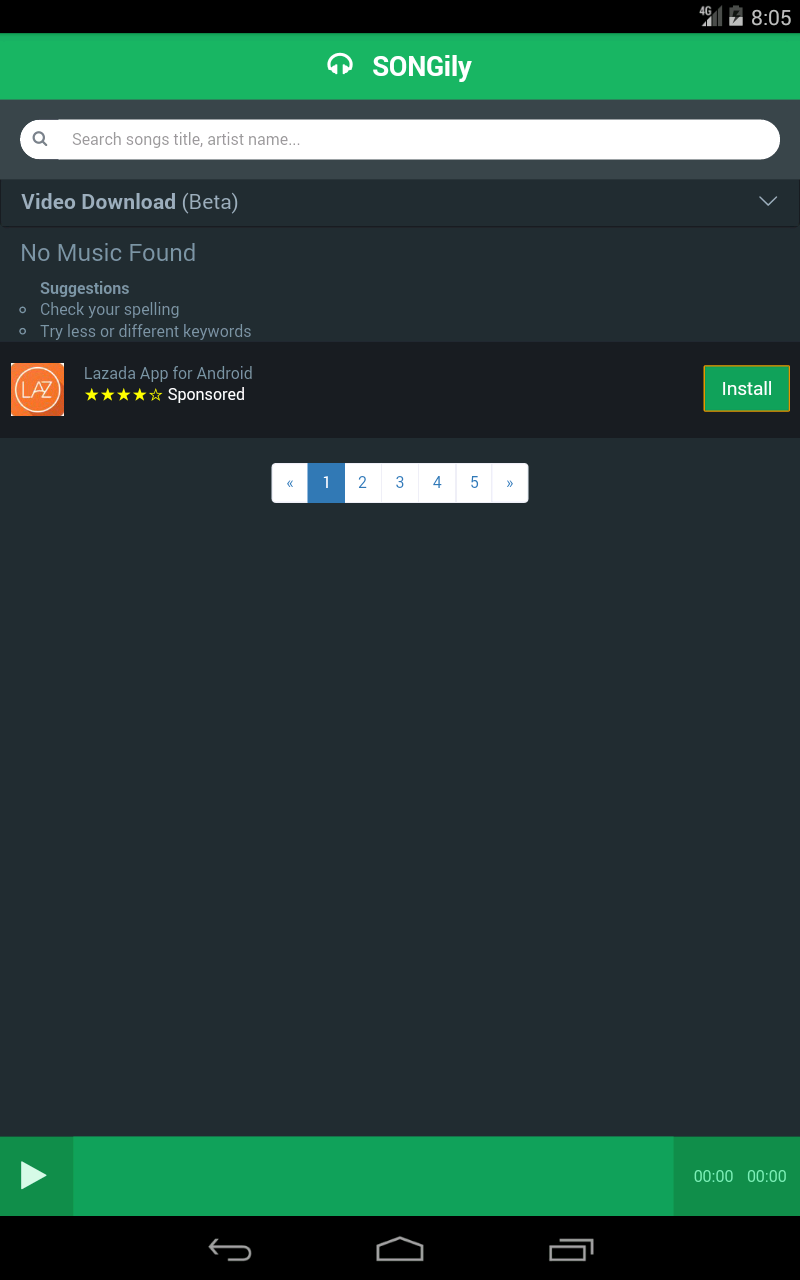 4G 8:05
SONGily
Search songs title, artist name...
Video Download (Beta)
No Music Found
Suggestions
Check your spelling
Try less or different keywords
LAZ
Lazada App for Android
★★★★☆ Sponsored
Install
« 1 2 3 4 5 »
00:00 00:00